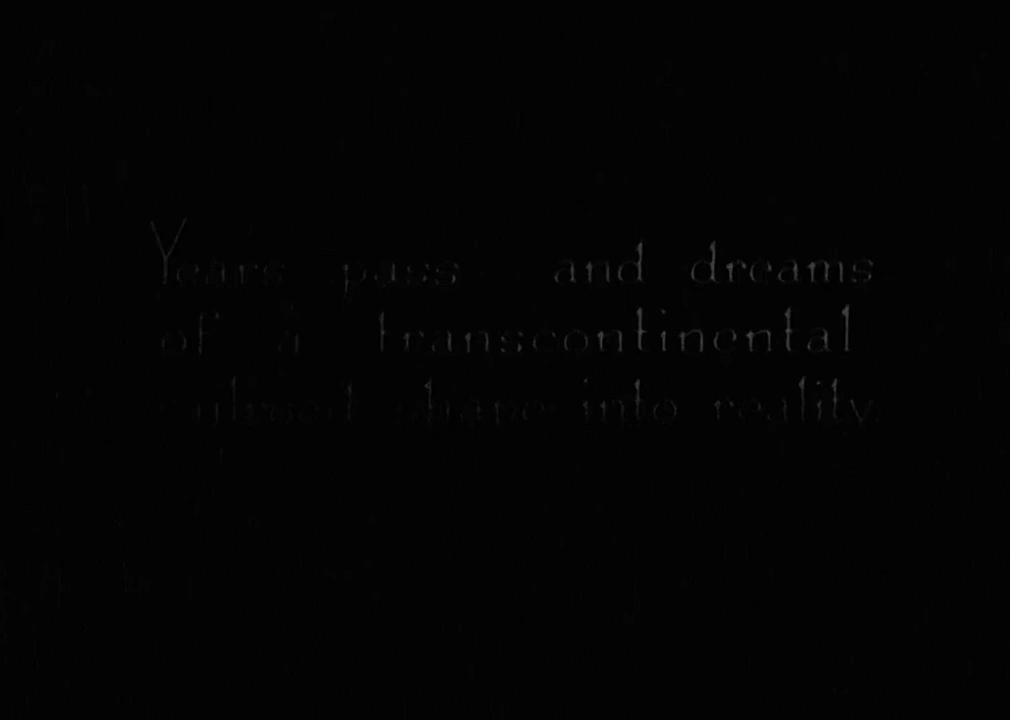 Years pass and dreams
of a transcontinental
railroad shape into reality.